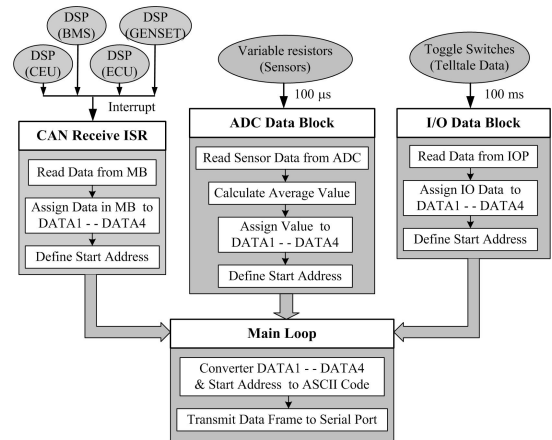 DSP
(BMS)
DSP
(GENSET)
DSP
(CEU)
DSP
(ECU)
Interrupt
Variable resistors
(Sensors)
100 μs
Toggle Switches
(Telltale Data)
100 ms
CAN Receive ISR
Read Data from MB
Assign Data in MB to
DATA1 - - DATA4
Define Start Address
ADC Data Block
Read Sensor Data from ADC
Calculate Average Value
Assign Value to
DATA1 - - DATA4
Define Start Address
I/O Data Block
Read Data from IOP
Assign IO Data to
DATA1 - - DATA4
Define Start Address
Main Loop
Converter DATA1 - - DATA4
& Start Address to ASCII Code
Transmit Data Frame to Serial Port